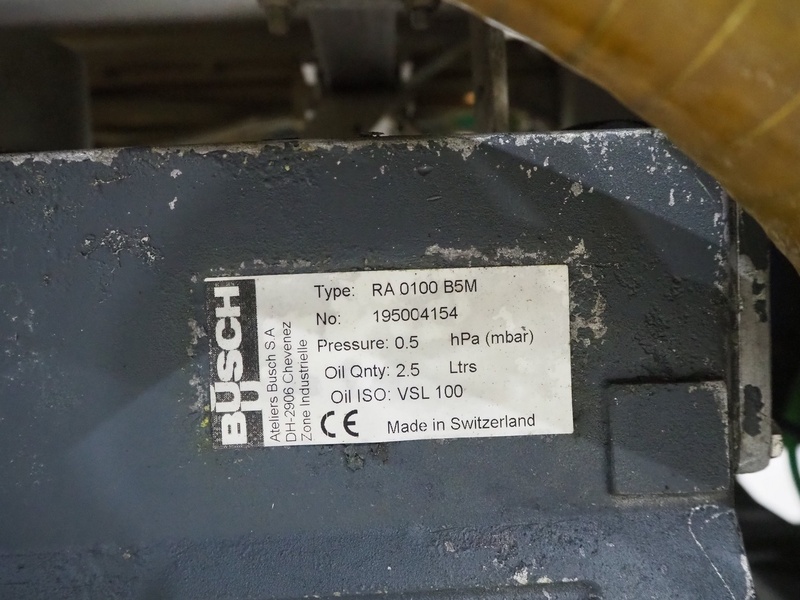 BUSCH
Ateliers Busch S.A
DH-2906 Chevenez
Zone Industrielle
Type: RA 0100 B5M
No: 195004154
Pressure: 0.5 hPa (mbar)
Oil Qnty: 2.5 Ltrs
Oil ISO: VSL 100
CE Made in Switzerland